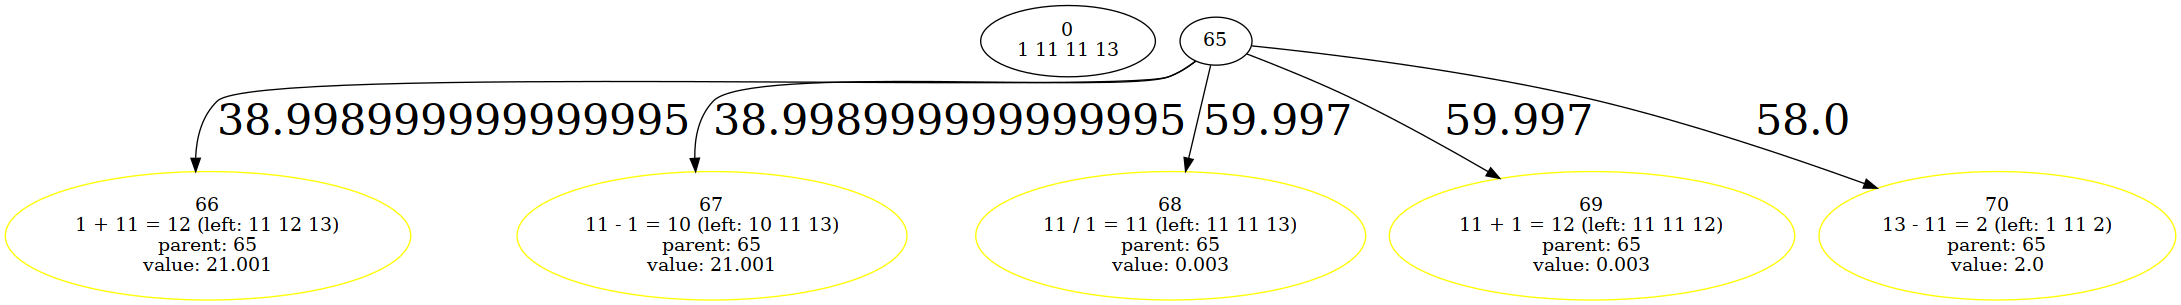 0
1 11 11 13
65
38.998999999999995
38.998999999999995
59.997
59.997
58.0
66
1 + 11 = 12 (left: 11 12 13)
parent: 65
value: 21.001
67
11 - 1 = 10 (left: 10 11 13)
parent: 65
value: 21.001
68
11 / 1 = 11 (left: 11 11 13)
parent: 65
value: 0.003
69
11 + 1 = 12 (left: 11 11 12)
parent: 65
value: 0.003
70
13 - 11 = 2 (left: 1 11 2)
parent: 65
value: 2.0